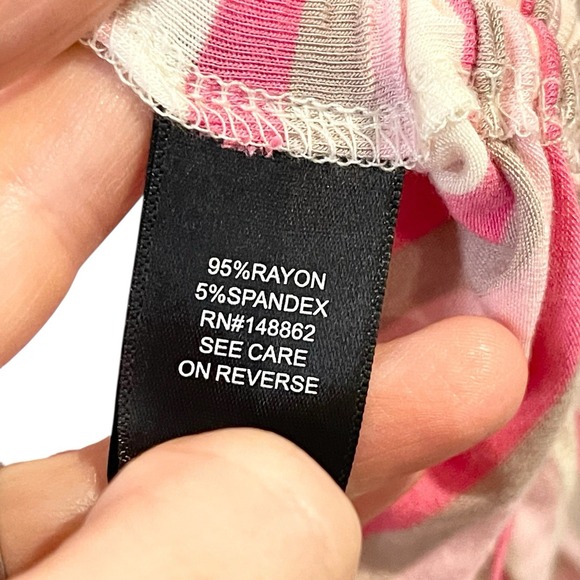 95%RAYON
5%SPANDEX
RN#148862
SEE CARE
ON REVERSE